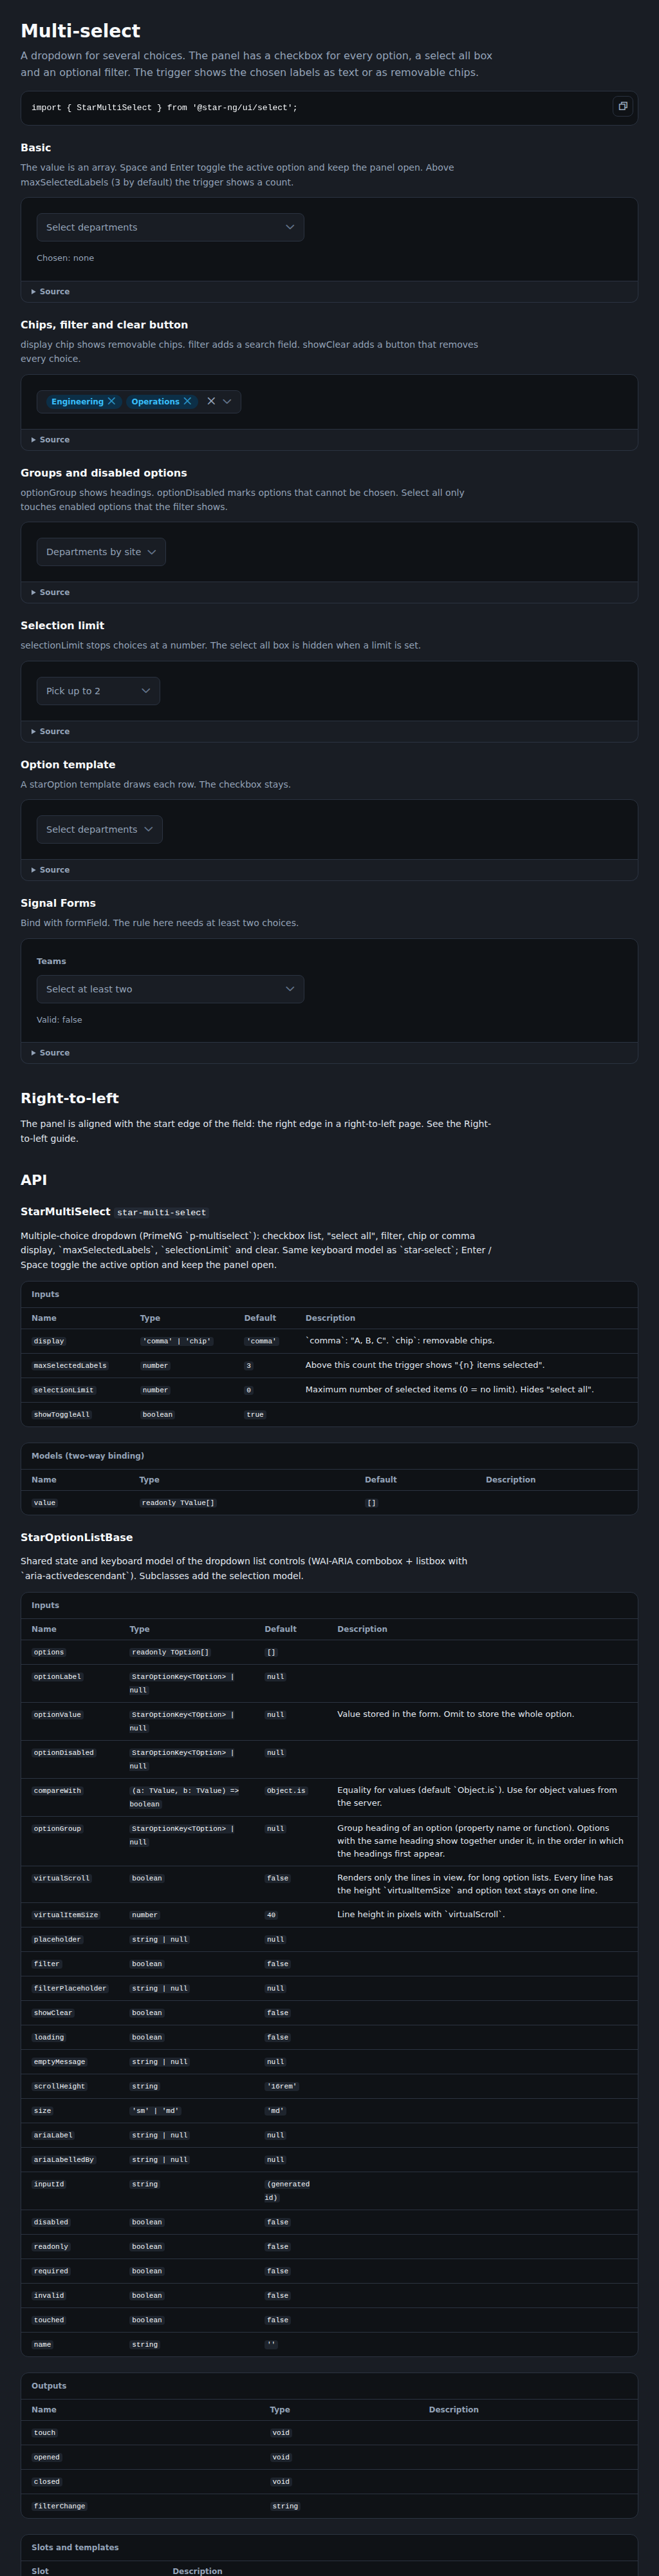 Multi-select
A dropdown for several choices. The panel has a checkbox for every option, a select all box
and an optional filter. The trigger shows the chosen labels as text or as removable chips.
import { StarMultiSelect } from '@star-ng/ui/select';
Basic
The value is an array. Space and Enter toggle the active option and keep the panel open. Above
maxSelectedLabels (3 by default) the trigger shows a count.
Select departments
Chosen: none
Source
Chips, filter and clear button
display chip shows removable chips. filter adds a search field. showClear adds a button that removes
every choice.
Engineering Operations
Source
Groups and disabled options
optionGroup shows headings. optionDisabled marks options that cannot be chosen. Select all only
touches enabled options that the filter shows.
Departments by site
Source
Selection limit
selectionLimit stops choices at a number. The select all box is hidden when a limit is set.
Pick up to 2
Source
Option template
A starOption template draws each row. The checkbox stays.
Select departments
Source
Signal Forms
Bind with formField. The rule here needs at least two choices.
Teams
Select at least two
Valid: false
Source
Right-to-left
The panel is aligned with the start edge of the field: the right edge in a right-to-left page. See the Right-
to-left guide.
API
StarMultiSelect star-multi-select
Multiple-choice dropdown (PrimeNG `p-multiselect`): checkbox list, "select all", filter, chip or comma
display, `maxSelectedLabels`, `selectionLimit` and clear. Same keyboard model as `star-select`; Enter /
Space toggle the active option and keep the panel open.
Inputs
Name Type Default Description
display 'comma' | 'chip' 'comma' `comma`: "A, B, C". `chip`: removable chips.
maxSelectedLabels number 3 Above this count the trigger shows "{n} items selected".
selectionLimit number 0 Maximum number of selected items (0 = no limit). Hides "select all".
showToggleAll boolean true
Models (two-way binding)
Name Type Default Description
value readonly TValue[] []
StarOptionListBase
Shared state and keyboard model of the dropdown list controls (WAI-ARIA combobox + listbox with
`aria-activedescendant`). Subclasses add the selection model.
Inputs
Name Type Default Description
options readonly TOption[] []
optionLabel StarOptionKey<TOption> | null
null
optionValue StarOptionKey<TOption> | null Value stored in the form. Omit to store the whole option.
null
optionDisabled StarOptionKey<TOption> | null
null
compareWith (a: TValue, b: TValue) => Object.is Equality for values (default `Object.is`). Use for object values from
boolean the server.
optionGroup StarOptionKey<TOption> | null Group heading of an option (property name or function). Options
null with the same heading show together under it, in the order in which
the headings first appear.
virtualScroll boolean false Renders only the lines in view, for long option lists. Every line has
the height `virtualItemSize` and option text stays on one line.
virtualItemSize number 40 Line height in pixels with `virtualScroll`.
placeholder string | null null
filter boolean false
filterPlaceholder string | null null
showClear boolean false
loading boolean false
emptyMessage string | null null
scrollHeight string '16rem'
size 'sm' | 'md' 'md'
ariaLabel string | null null
ariaLabelledBy string | null null
inputId string (generated
id)
disabled boolean false
readonly boolean false
required boolean false
invalid boolean false
touched boolean false
name string ''
Outputs
Name Type Description
touch void
opened void
closed void
filterChange string
Slots and templates
Slot Description